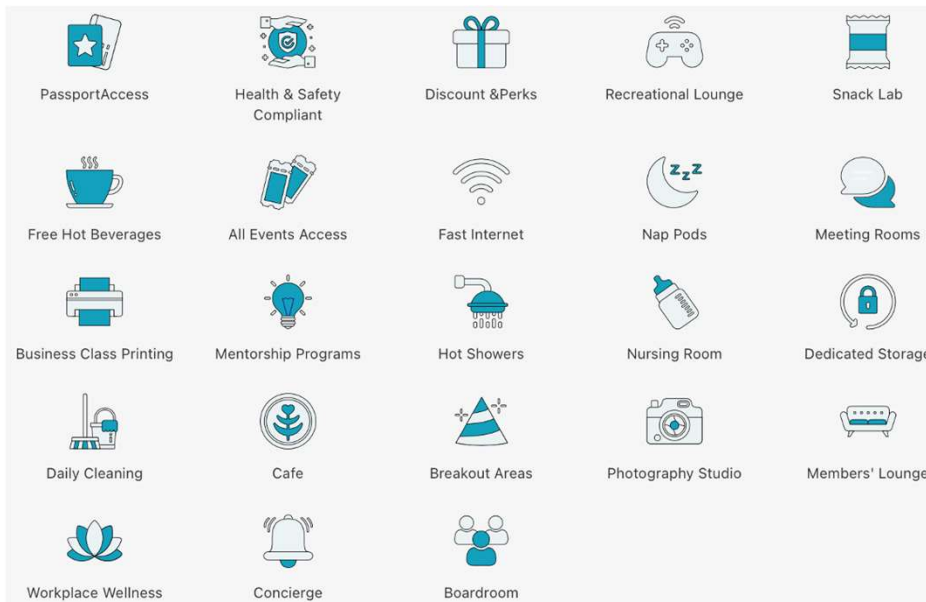 PassportAccess
Health & Safety
Compliant
Discount &Perks
Recreational Lounge
Snack Lab
Free Hot Beverages
All Events Access
Fast Internet
zzz
Nap Pods
Meeting Rooms
Business Class Printing
Mentorship Programs
Hot Showers
Nursing Room
Dedicated Storage
Daily Cleaning
Cafe
Breakout Areas
Photography Studio
Members' Lounge
Workplace Wellness
Concierge
Boardroom